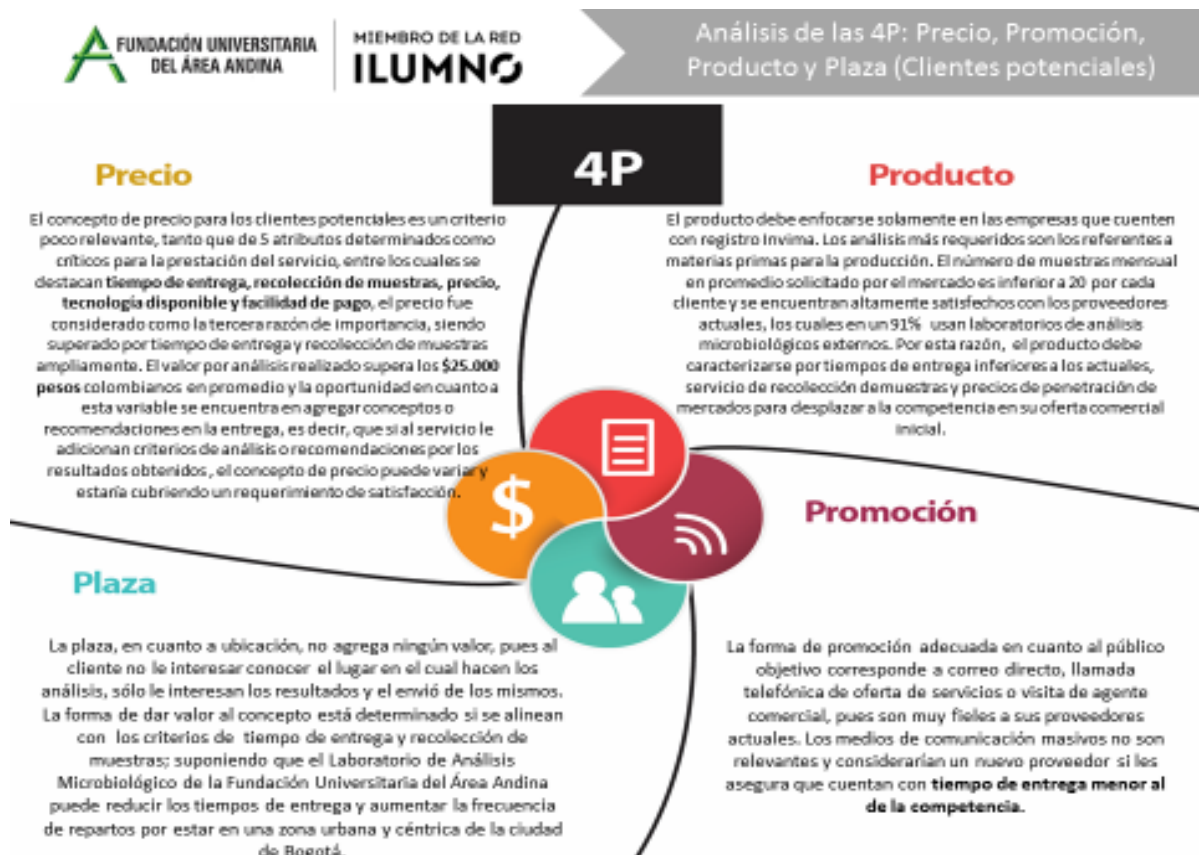 FUNDACIÓN UNIVERSITARIA
DEL ÁREA ANDINA
MIEMBRO DE LA RED
ILUMNO
Análisis de las 4P: Precio, Promoción,
Producto y Plaza (Clientes potenciales)
4P
Precio
El concepto de precio para los clientes potenciales es un criterio
poco relevante, tanto que de 5 atributos determinados como
críticos para la prestación del servicio, entre los cuales se
destacan tiempo de entrega, recolección de muestras, precio,
tecnología disponible y facilidad de pago, el precio fue
considerado como la tercera razón de importancia, siendo
superado por tiempo de entrega y recolección de muestras
ampliamente. El valor por análisis realizado supera los $25.000
pesos colombianos en promedio y la oportunidad en cuanto a
esta variable se encuentra en agregar conceptos o
recomendaciones en la entrega, es decir, que si al servicio le
adicionan criterios de análisis o recomendaciones por los
resultados obtenidos, el concepto de precio puede variar y
estaría cubriendo un requerimiento de satisfacción.
Producto
El producto debe enfocarse solamente en las empresas que cuenten
con registro Invima. Los análisis más requeridos son los referentes a
materias primas para la producción. El número de muestras mensual
en promedio solicitado por el mercado es inferior a 20 por cada
cliente y se encuentran altamente satisfechos con los proveedores
actuales, los cuales en un 91% usan laboratorios de análisis
microbiológicos externos. Por esta razón, el producto debe
caracterizarse por tiempos de entrega inferiores a los actuales,
servicio de recolección demuestras y precios de penetración de
mercados para desplazar a la competencia en su oferta comercial
inicial.
$
Plaza
La plaza, en cuanto a ubicación, no agrega ningún valor, pues al
cliente no le interesar conocer el lugar en el cual hacen los
análisis, sólo le interesan los resultados y el envió de los mismos.
La forma de dar valor al concepto está determinado si se alinean
con los criterios de tiempo de entrega y recolección de
muestras; suponiendo que el Laboratorio de Análisis
Microbiológico de la Fundación Universitaria del Área Andina
puede reducir los tiempos de entrega y aumentar la frecuencia
de repartos por estar en una zona urbana y céntrica de la ciudad
de Bogotá.
Promoción
La forma de promoción adecuada en cuanto al público
objetivo corresponde a correo directo, llamada
telefónica de oferta de servicios o visita de agente
comercial, pues son muy fieles a sus proveedores
actuales. Los medios de comunicación masivos no son
relevantes y considerarían un nuevo proveedor si les
asegura que cuentan con tiempo de entrega menor al
de la competencia.